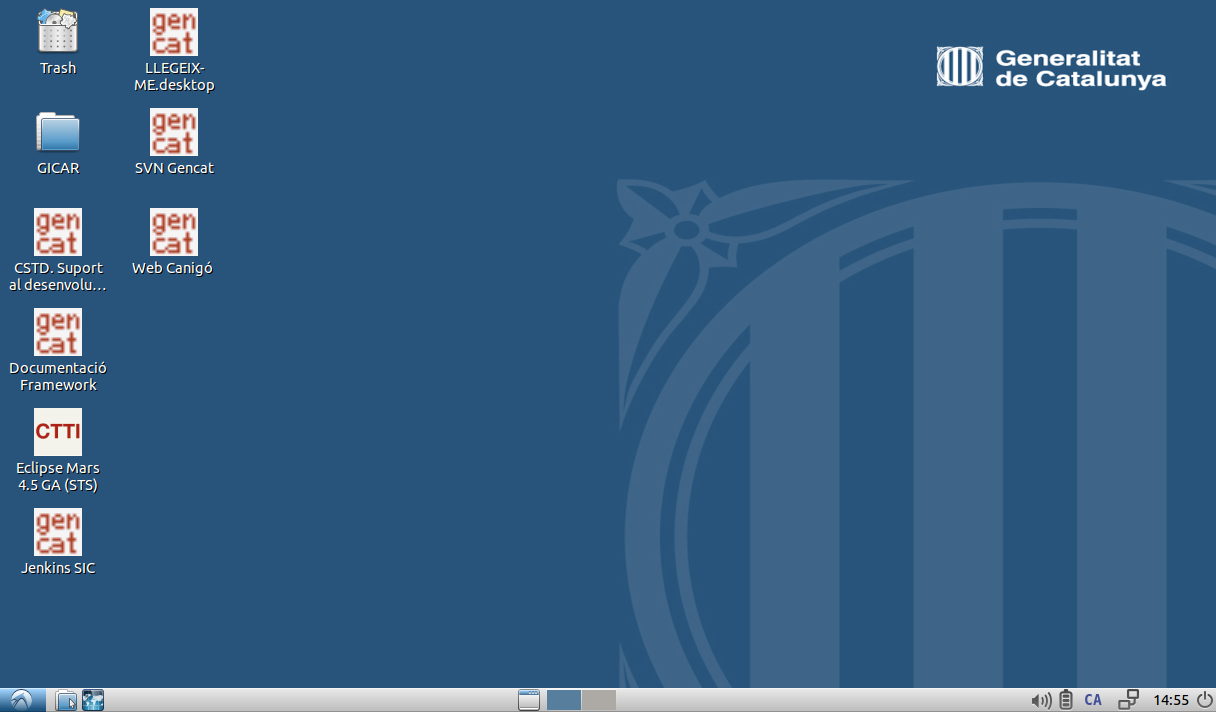 Trash
gen
cat
LLEGEIX-
ME.desktop
Generalitat
de Catalunya
GICAR
gen
cat
SVN Gencat
gen
cat
CSTD. Suport
al desenvolu...
gen
cat
Web Canigó
gen
cat
Documentació
Framework
CTTI
Eclipse Mars
4.5 GA (STS)
gen
cat
Jenkins SIC
CA
14:55